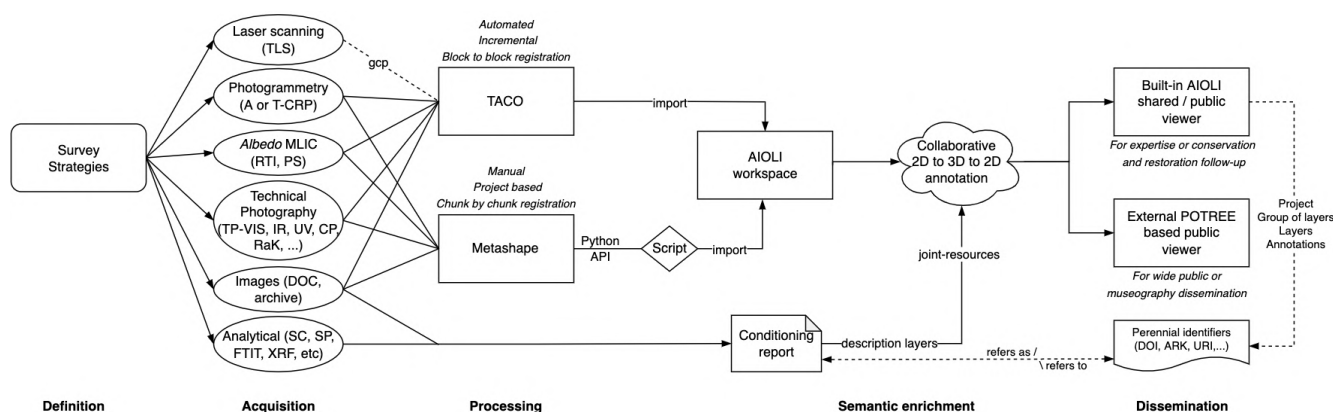 Survey
Strategies
Laser scanning
(TLS)
Photogrammetry
(A or T-CRP)
Albedo MLIC
(RTI, PS)
Technical
Photography
(TP-VIS, IR, UV, CP,
RaK, ...)
Images (DOC,
archive)
Analytical (SC, SP,
FTIT, XRF, etc)
gcp
Automated
Incremental
Block to block registration
TACO
Manual
Project based
Chunk by chunk registration
Metashape
Python
API
Script
import
import
AIOLI
workspace
Conditioning
report
description layers
joint-resources
Collaborative
2D to 3D to 2D
annotation
Built-in AIOLI
shared / public
viewer
For expertise or conservation
and restoration follow-up
External POTREE
based public
viewer
For wide public or
museography dissemination
Project
Group of layers
Layers
Annotations
refers as /
\ refers to
Perennial identifiers
(DOI, ARK, URI,...)
Definition
Acquisition
Processing
Semantic enrichment
Dissemination